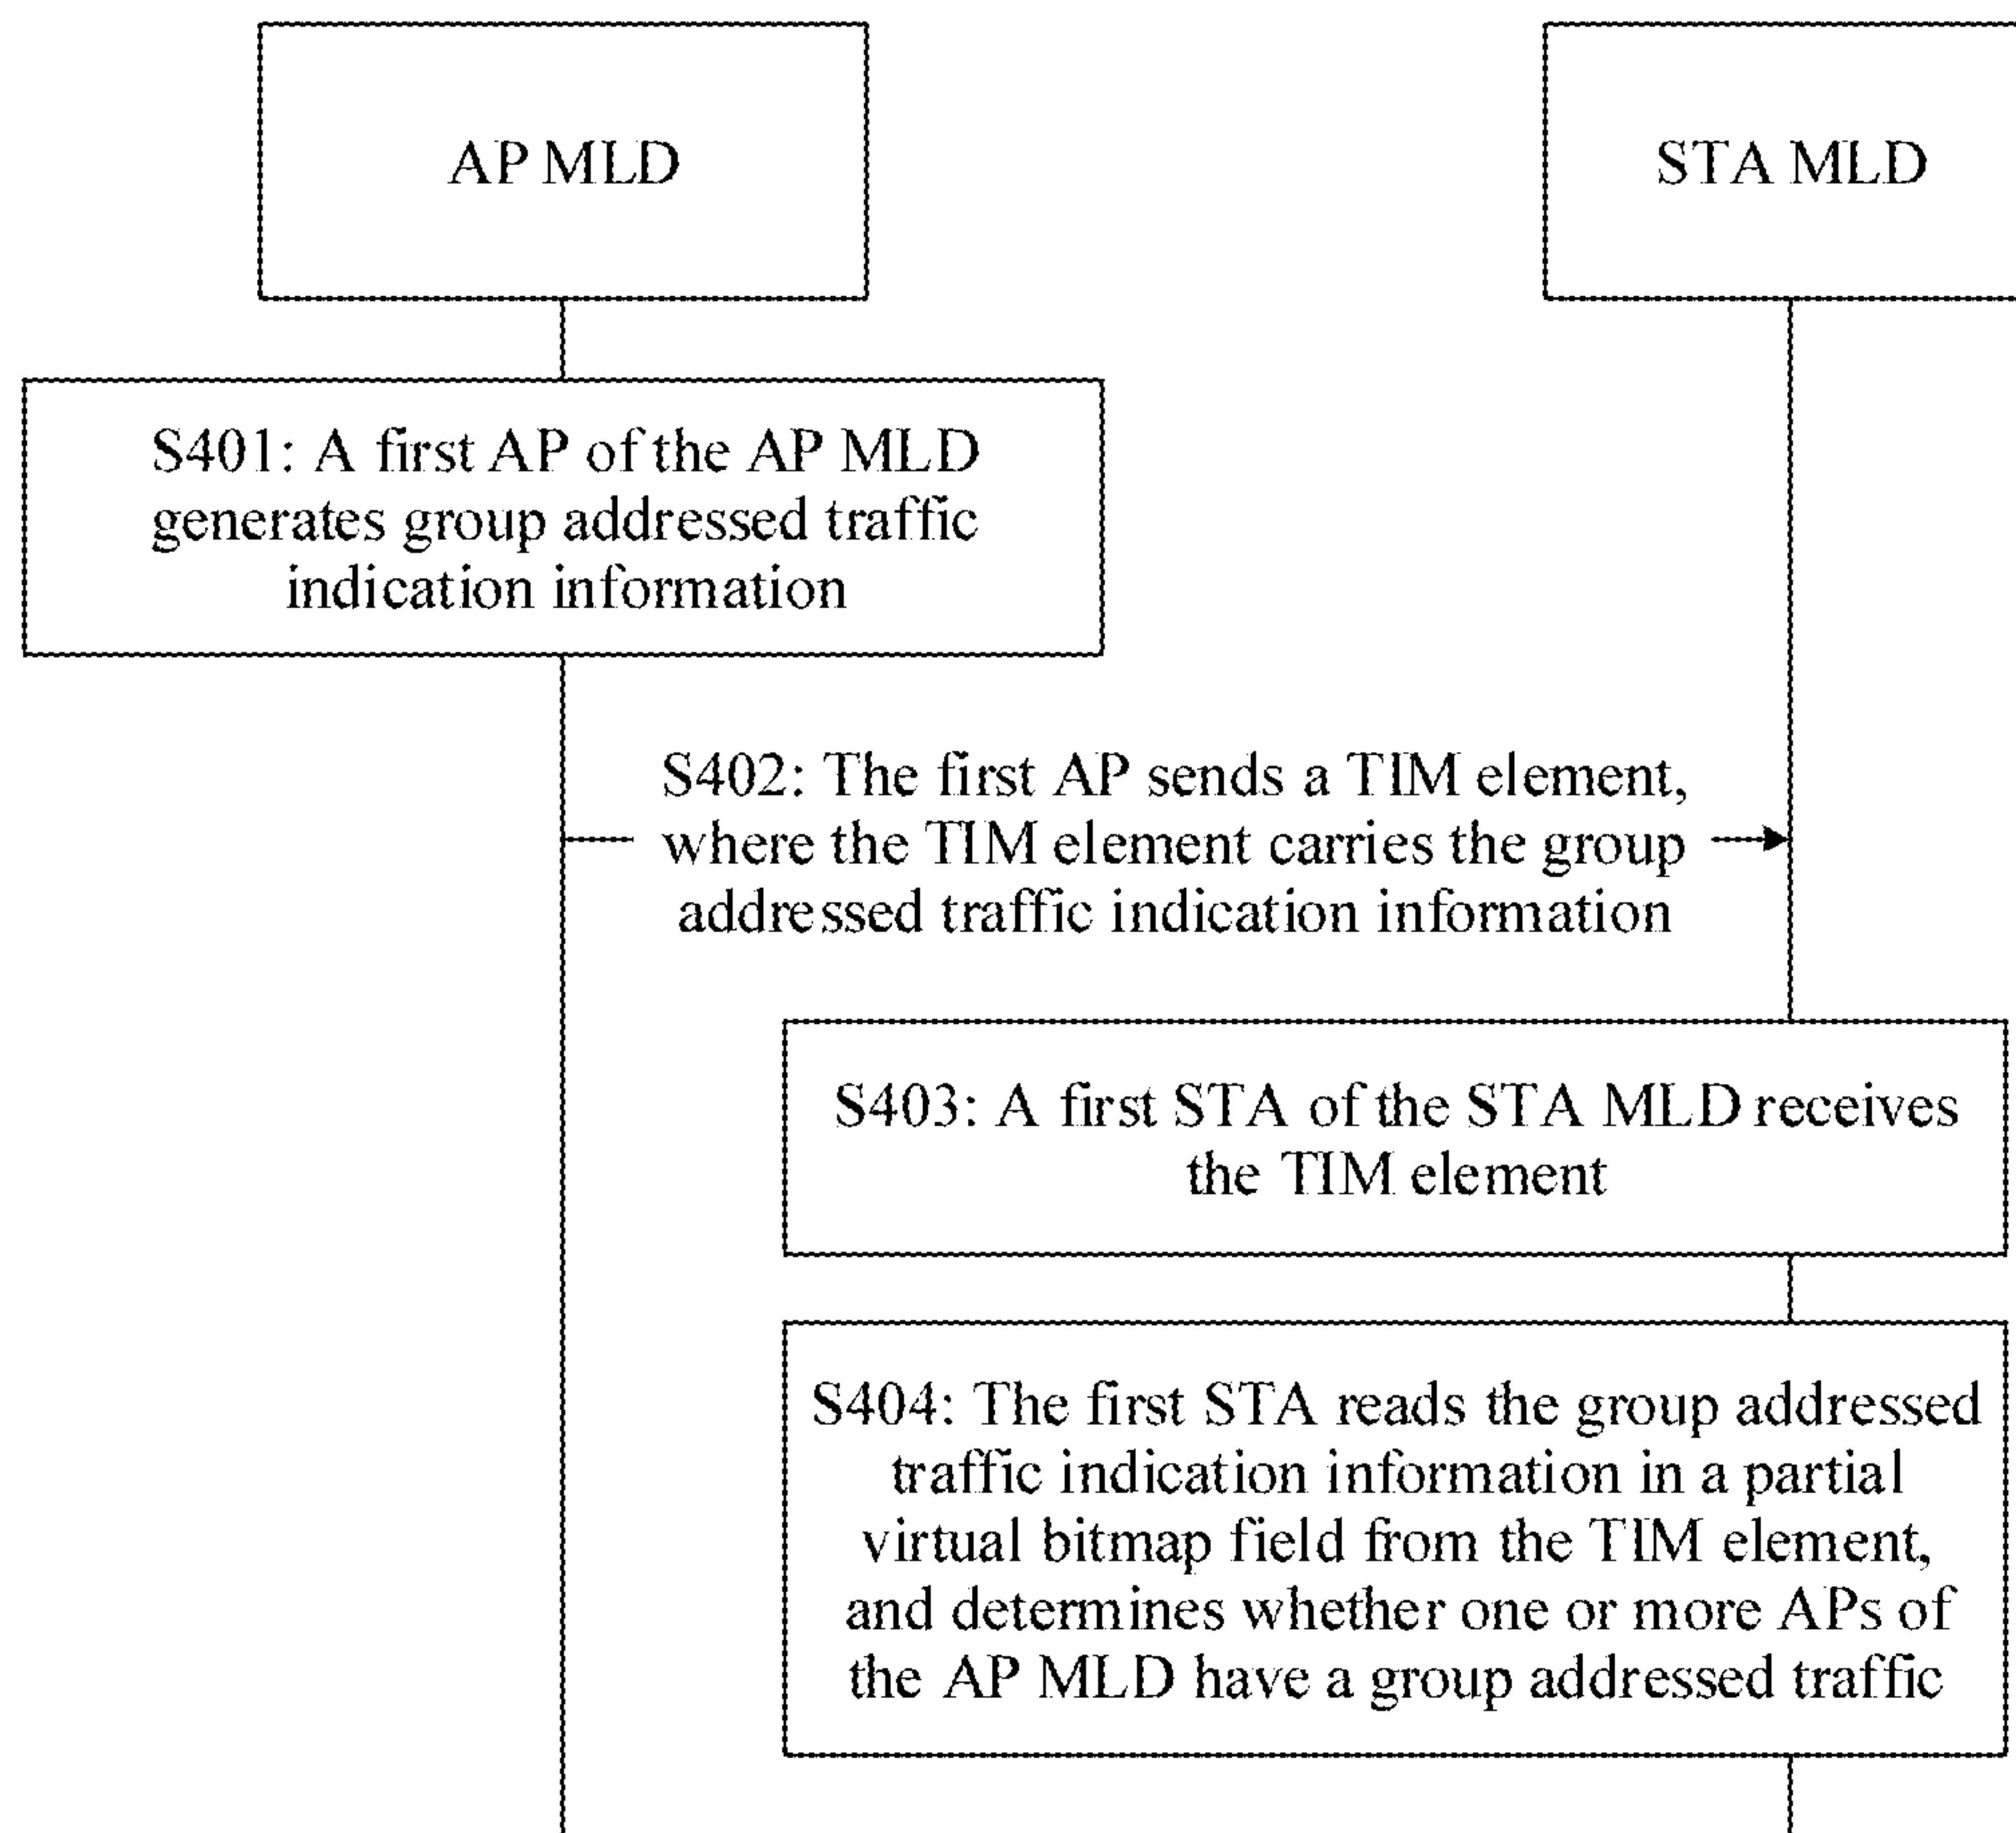 AP MLD
STA MLD
S401: A first AP of the AP MLD
generates group addressed traffic
indication information
S402: The first AP sends a TIM element,
where the TIM element carries the group
addressed traffic indication information
S403: A first STA of the STA MLD receives
the TIM element
S404: The first STA reads the group addressed
traffic indication information in a partial
virtual bitmap field from the TIM element,
and determines whether one or more APs of
the AP MLD have a group addressed traffic